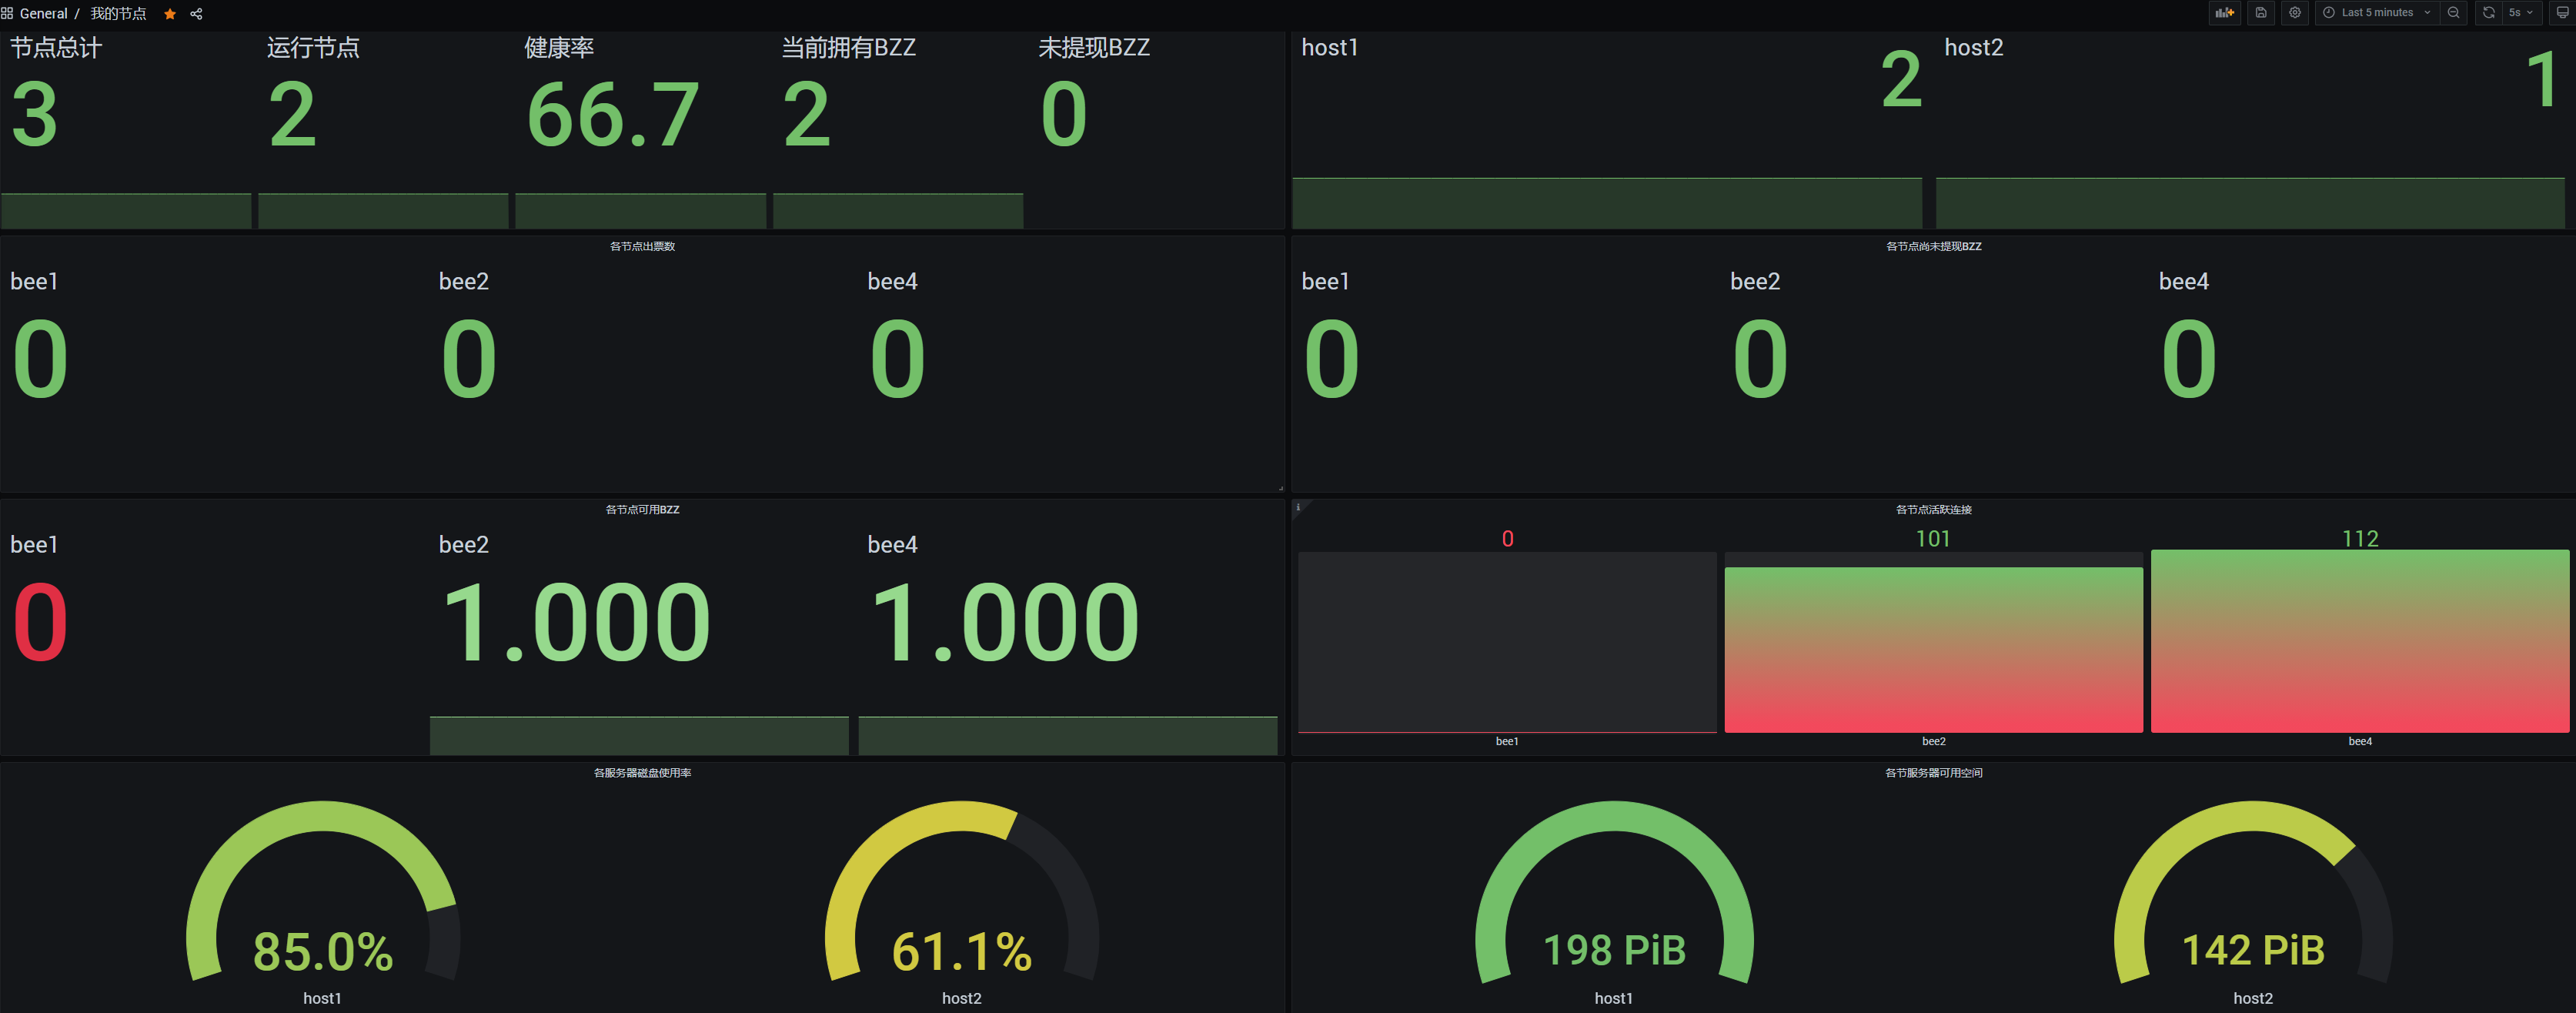 General / 我的节点
Last 5 minutes
5s
节点总计
3
运行节点
2
健康率
66.7
当前拥有BZZ
2
未提现BZZ
0
host1
2
host2
1
各节点出票数
bee1
0
bee2
0
bee4
0
各节点尚未提现BZZ
bee1
0
bee2
0
bee4
0
各节点可用BZZ
bee1
0
bee2
1.000
bee4
1.000
i
各节点活跃连接
0
101
112
bee1
bee2
bee4
各服务器磁盘使用率
85.0%
host1
61.1%
host2
各节服务器可用空间
198 PiB
host1
142 PiB
host2